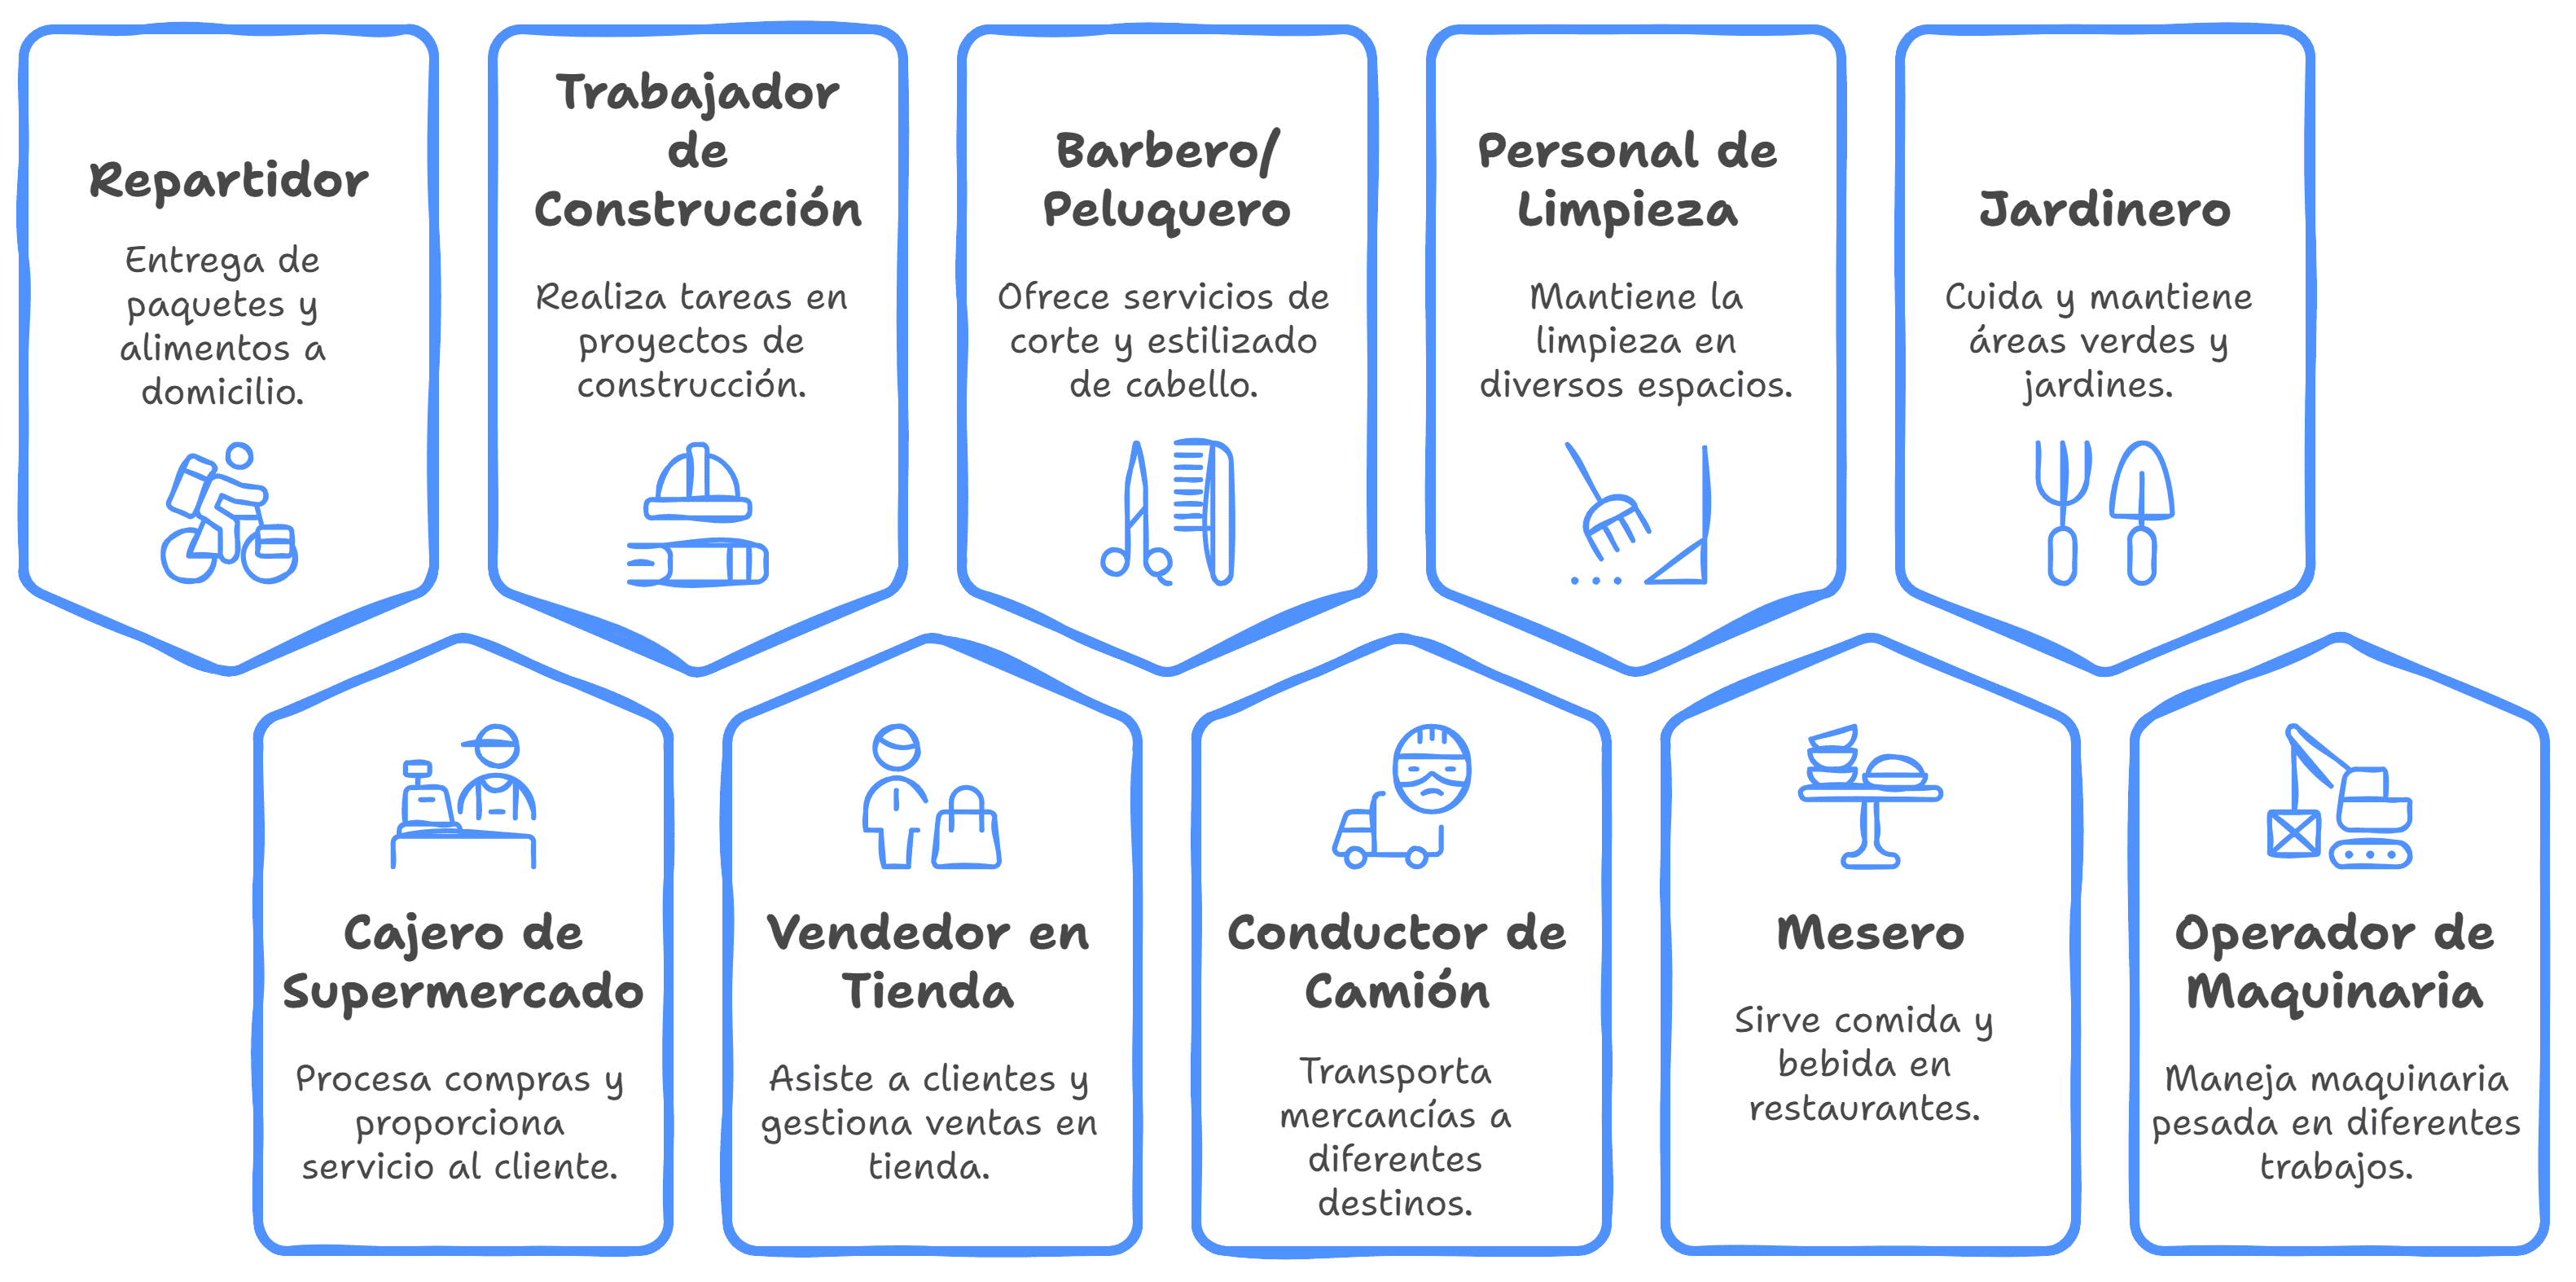 Repartidor
Entrega de
paquetes y
alimentos a
domicilio.
Trabajador
de
Construcción
Realiza tareas en
proyectos de
construcción.
Barbero/
Peluquero
Ofrece servicios de
corte y estilizado
de cabello.
Personal de
Limpieza
Mantiene la
limpieza en
diversos espacios.
Jardinero
Cuida y mantiene
áreas verdes y
jardines.
Cajero de
Supermercado
Procesa compras y
proporciona
servicio al cliente.
Vendedor en
Tienda
Asiste a clientes y
gestiona ventas en
tienda.
Conductor de
Camión
Transporta
mercancías a
diferentes
destinos.
Mesero
Sirve comida y
bebida en
restaurantes.
Operador de
Maquinaria
Maneja maquinaria
pesada en diferentes
trabajos.